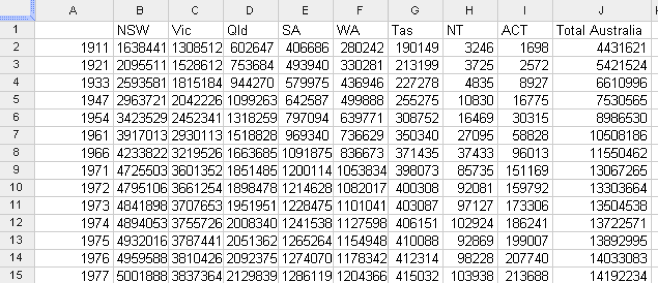 A B C D E F G H I J
1 NSW Vic Qld SA WA Tas NT ACT Total Australia
2 1911 1638441 1308512 602647 406686 280242 190149 3246 1698 4431621
3 1921 2095511 1528612 753684 493940 330281 213199 3725 2572 5421524
4 1933 2593581 1815184 944270 579975 436946 227278 4835 8927 6610996
5 1947 2963721 2042226 1099263 642587 499888 255275 10830 16775 7530565
6 1954 3423529 2452341 1318259 797094 639771 308752 16469 30315 8986530
7 1961 3917013 2930113 1518828 969340 736629 350340 27095 58828 10508186
8 1966 4233822 3219526 1663685 1091875 836673 371435 37433 96013 11550462
9 1971 4725503 3601352 1851485 1200114 1053834 398073 85735 151169 13067265
10 1972 4795106 3661254 1898478 1214628 1082017 400308 92081 159792 13303664
11 1973 4841898 3707653 1951951 1228475 1101041 403087 97127 173306 13504538
12 1974 4894053 3755726 2008340 1241538 1127598 406151 102924 186241 13722571
13 1975 4932016 3787441 2051362 1265264 1154948 410088 92869 199007 13892995
14 1976 4959588 3810426 2092375 1274070 1178342 412314 98228 207740 14033083
15 1977 5001888 3837364 2129839 1286119 1204366 415032 103938 213688 14192234